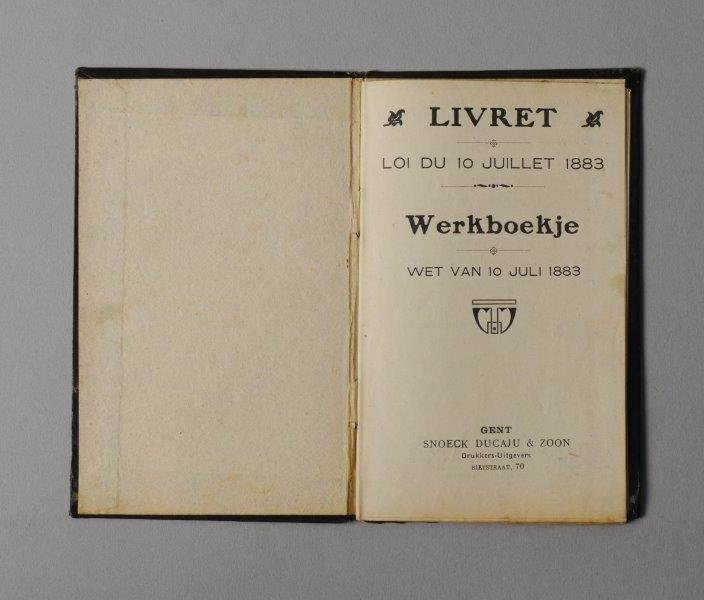 LIVRET
LOI DU 10 JUILLET 1883
Werkboekje
WET VAN 10 JULI 1883
GENT
SNOECK DUCAJU & ZOON
Drukkers-Uitgevers
70